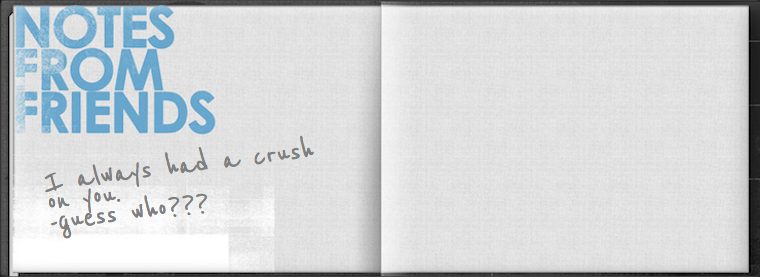 NOTES
FROM
FRIENDS
I always had a crush
on you.
-guess who???